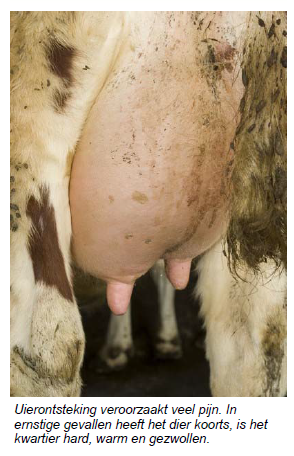 Uierontsteking veroorzaakt veel pijn. In
ernstige gevallen heeft het dier koorts, is het
kwartier hard, warm en gezwollen.